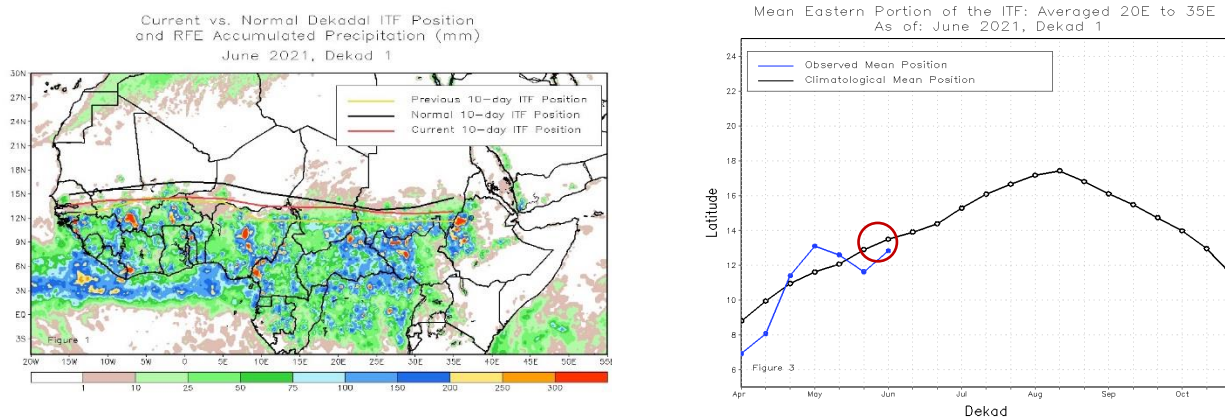 Current vs. Normal Dekadal ITF Position
and RFE Accumulated Precipitation (mm)
June 2021, Dekad 1
30N
27N
24N
21N
18N
15N
12N
9N
6N
3N
EQ
3S
Previous 10-day ITF Position
Normal 10-day ITF Position
Current 10-day ITF Position
Figure 1
20W 15W 10W 5W 0 5E 10E 15E 20E 25E 30E 35E 40E 45E 50E 55E
1 10 25 50 75 100 150 200 250 300
Mean Eastern Portion of the ITF: Averaged 20E to 35E
As of: June 2021, Dekad 1
Observed Mean Position
Climatological Mean Position
Latitude
24
22
20
18
16
14
12
10
8
6
Figure 3
Apr May Jun Jul Aug Sep Oct
Dekad